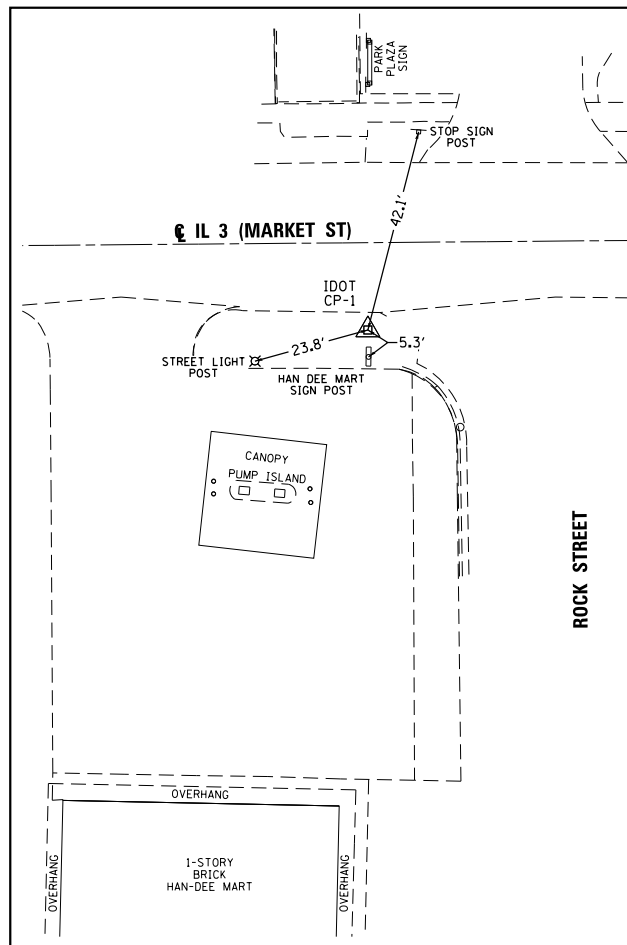 PARK
PLAZA
SIGN
STOP SIGN
POST
42.1'
℄ IL 3 (MARKET ST)
IDOT
CP-1
23.8'
5.3'
STREET LIGHT
POST
HAN DEE MART
SIGN POST
CANOPY
PUMP ISLAND
ROCK STREET
OVERHANG
OVERHANG
1-STORY
BRICK
HAN-DEE MART
OVERHANG